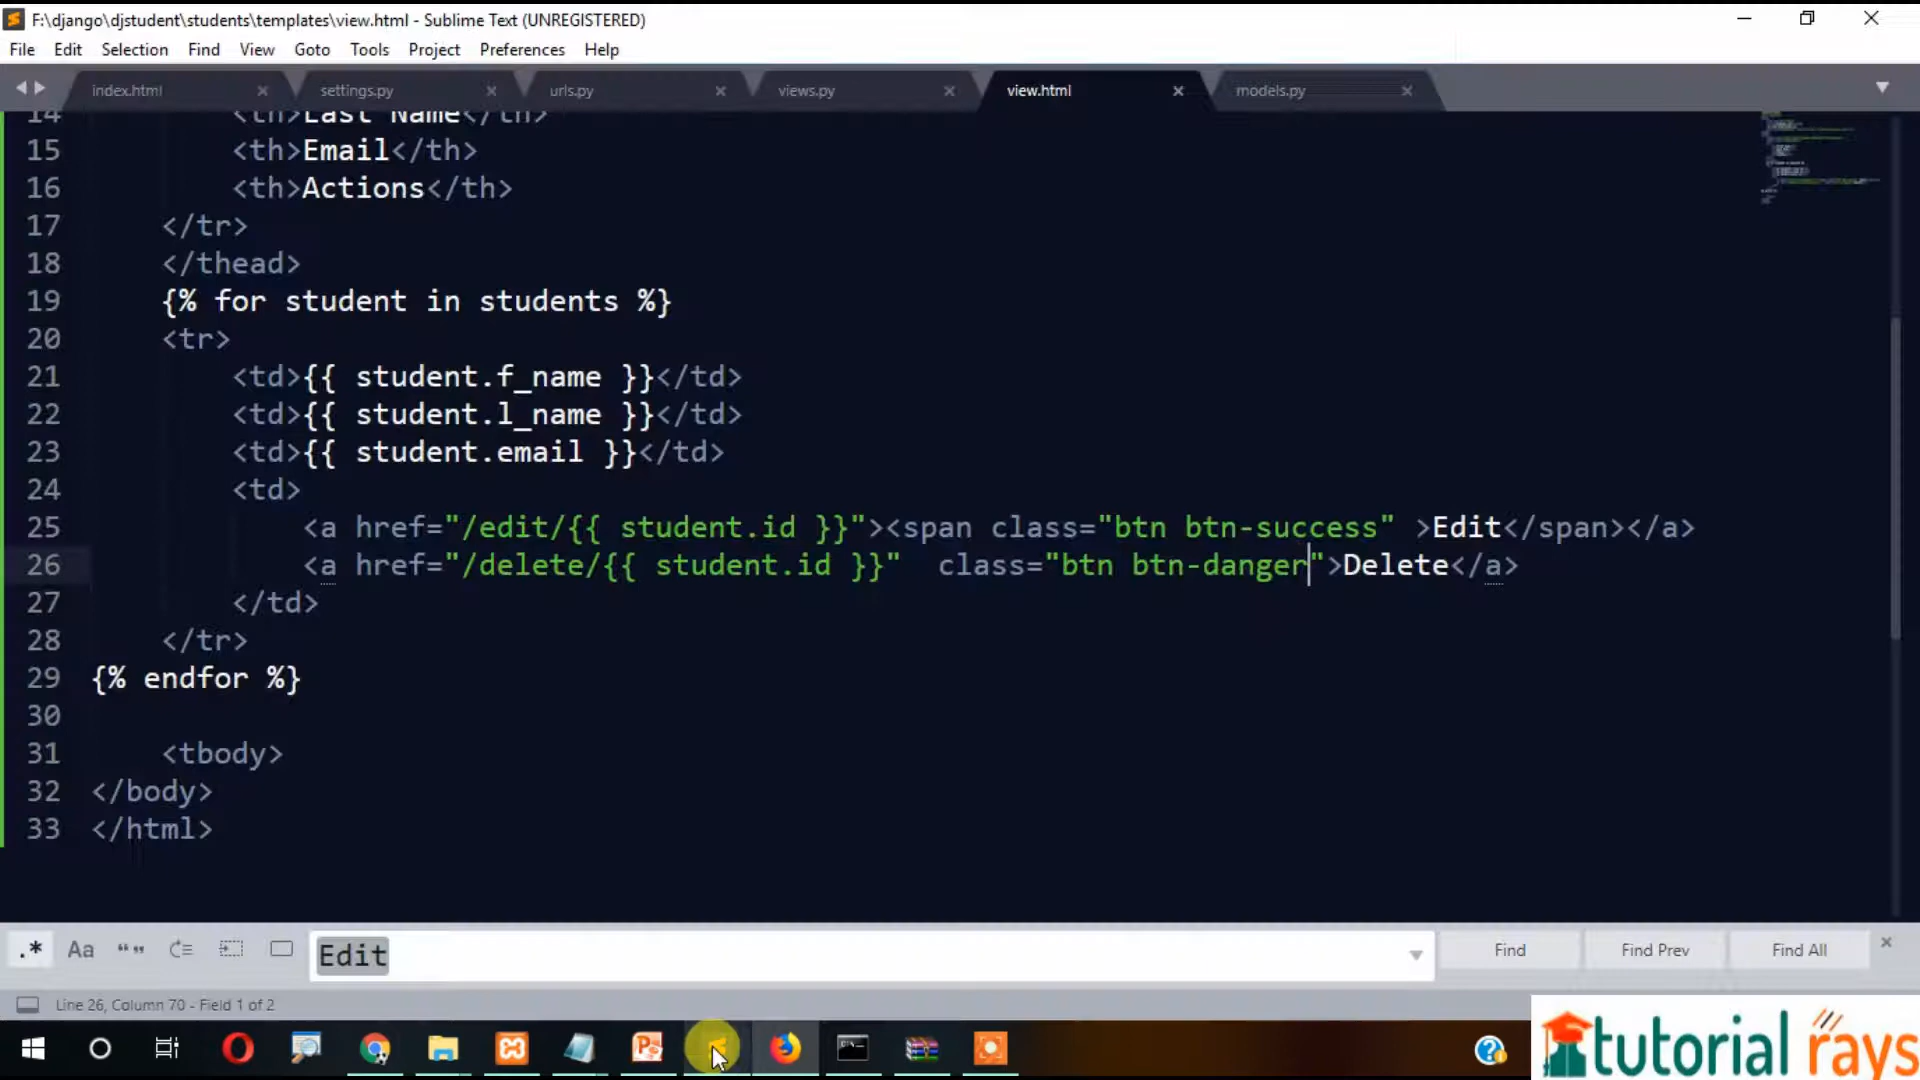 F:\django\djstudent\students\templates\view.html - Sublime Text (UNREGISTERED)
File Edit Selection Find View Goto Tools Project Preferences Help
index.html settings.py urls.py views.py view.html models.py
14 <th>Last Name</th>
15 <th>Email</th>
16 <th>Actions</th>
17 </tr>
18 </thead>
19 {% for student in students %}
20 <tr>
21 <td>{{ student.f_name }}</td>
22 <td>{{ student.l_name }}</td>
23 <td>{{ student.email }}</td>
24 <td>
25 <a href="/edit/{{ student.id }}"><span class="btn btn-success" >Edit</span></a>
26 <a href="/delete/{{ student.id }}"  class="btn btn-danger">Delete</a>
27 </td>
28 </tr>
29 {% endfor %}
30
31 <tbody>
32 </body>
33 </html>
.* Aa “” Edit Find Find Prev Find All
Line 26, Column 70 - Field 1 of 2
tutorial rays